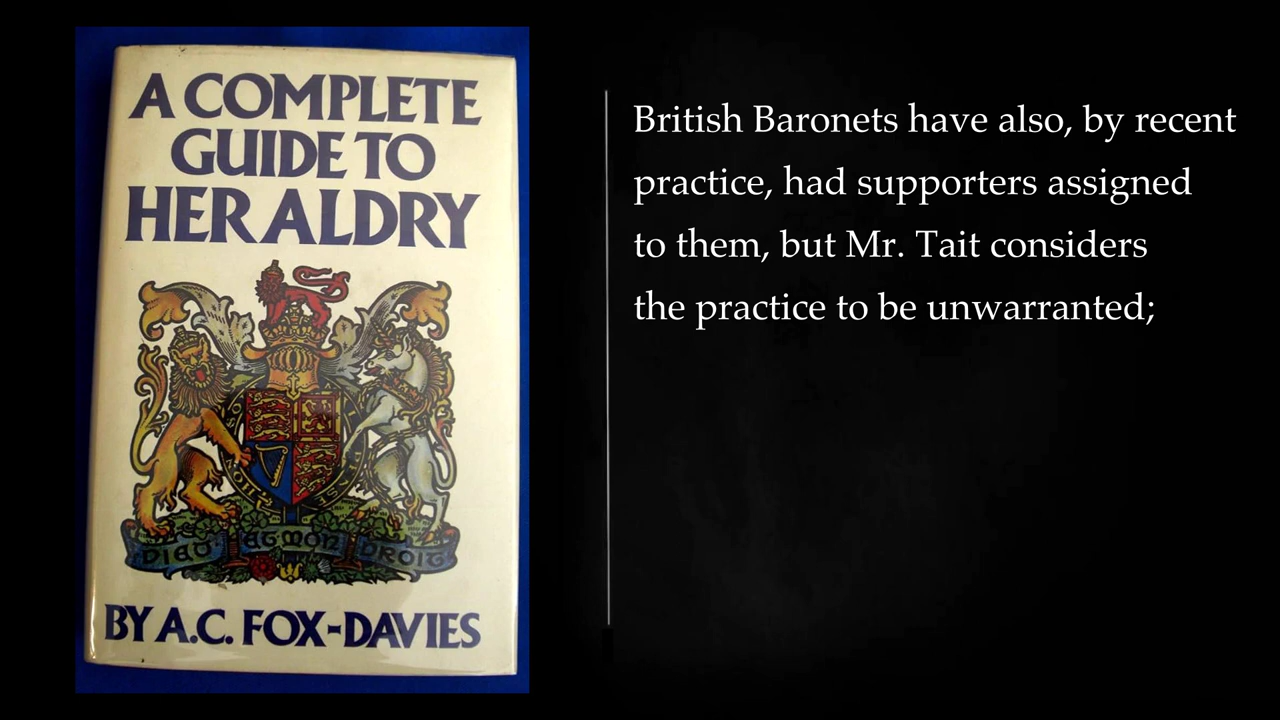 A COMPLETE
GUIDE TO
HERALDRY
DIEU ET MON DROIT
BY A.C. FOX-DAVIES
British Baronets have also, by recent
practice, had supporters assigned
to them, but Mr. Tait considers
the practice to be unwarranted;